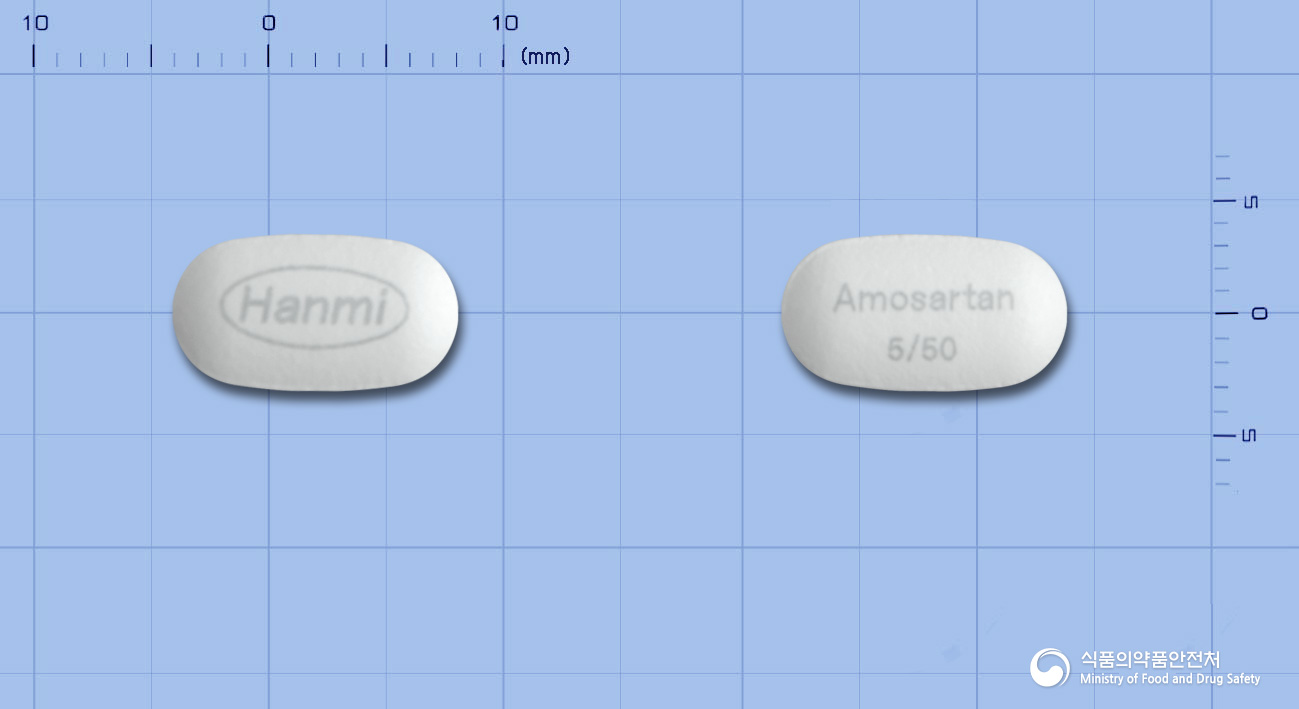 10 0 10
(mm)
Hanmi
Amosartan
5/50
5
0
5
식품의약품안전처
Ministry of Food and Drug Safety